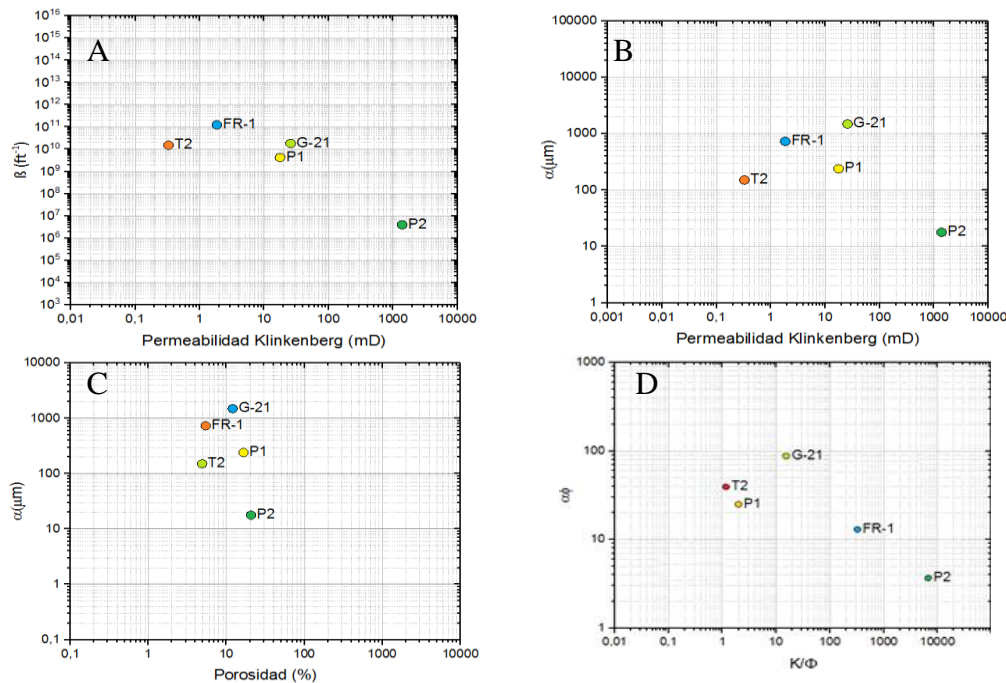 A
ß (ft⁻¹)
10¹⁶
10¹⁵
10¹⁴
10¹³
10¹²
10¹¹
10¹⁰
10⁹
10⁸
10⁷
10⁶
10⁵
10⁴
10³
FR-1
T2
G-21
P1
P2
0,01 0,1 1 10 100 1000 10000
Permeabilidad Klinkenberg (mD)
B
α(μm)
100000
10000
1000
100
10
1
G-21
FR-1
P1
T2
P2
0,001 0,01 0,1 1 10 100 1000 10000
Permeabilidad Klinkenberg (mD)
C
α(μm)
10000
1000
100
10
1
0,1
G-21
FR-1
P1
T2
P2
0,1 1 10 100 1000 10000
Porosidad (%)
D
αϕ
1000
100
10
1
G-21
T2
P1
FR-1
P2
0,01 0,1 1 10 100 1000 10000
K/Φ